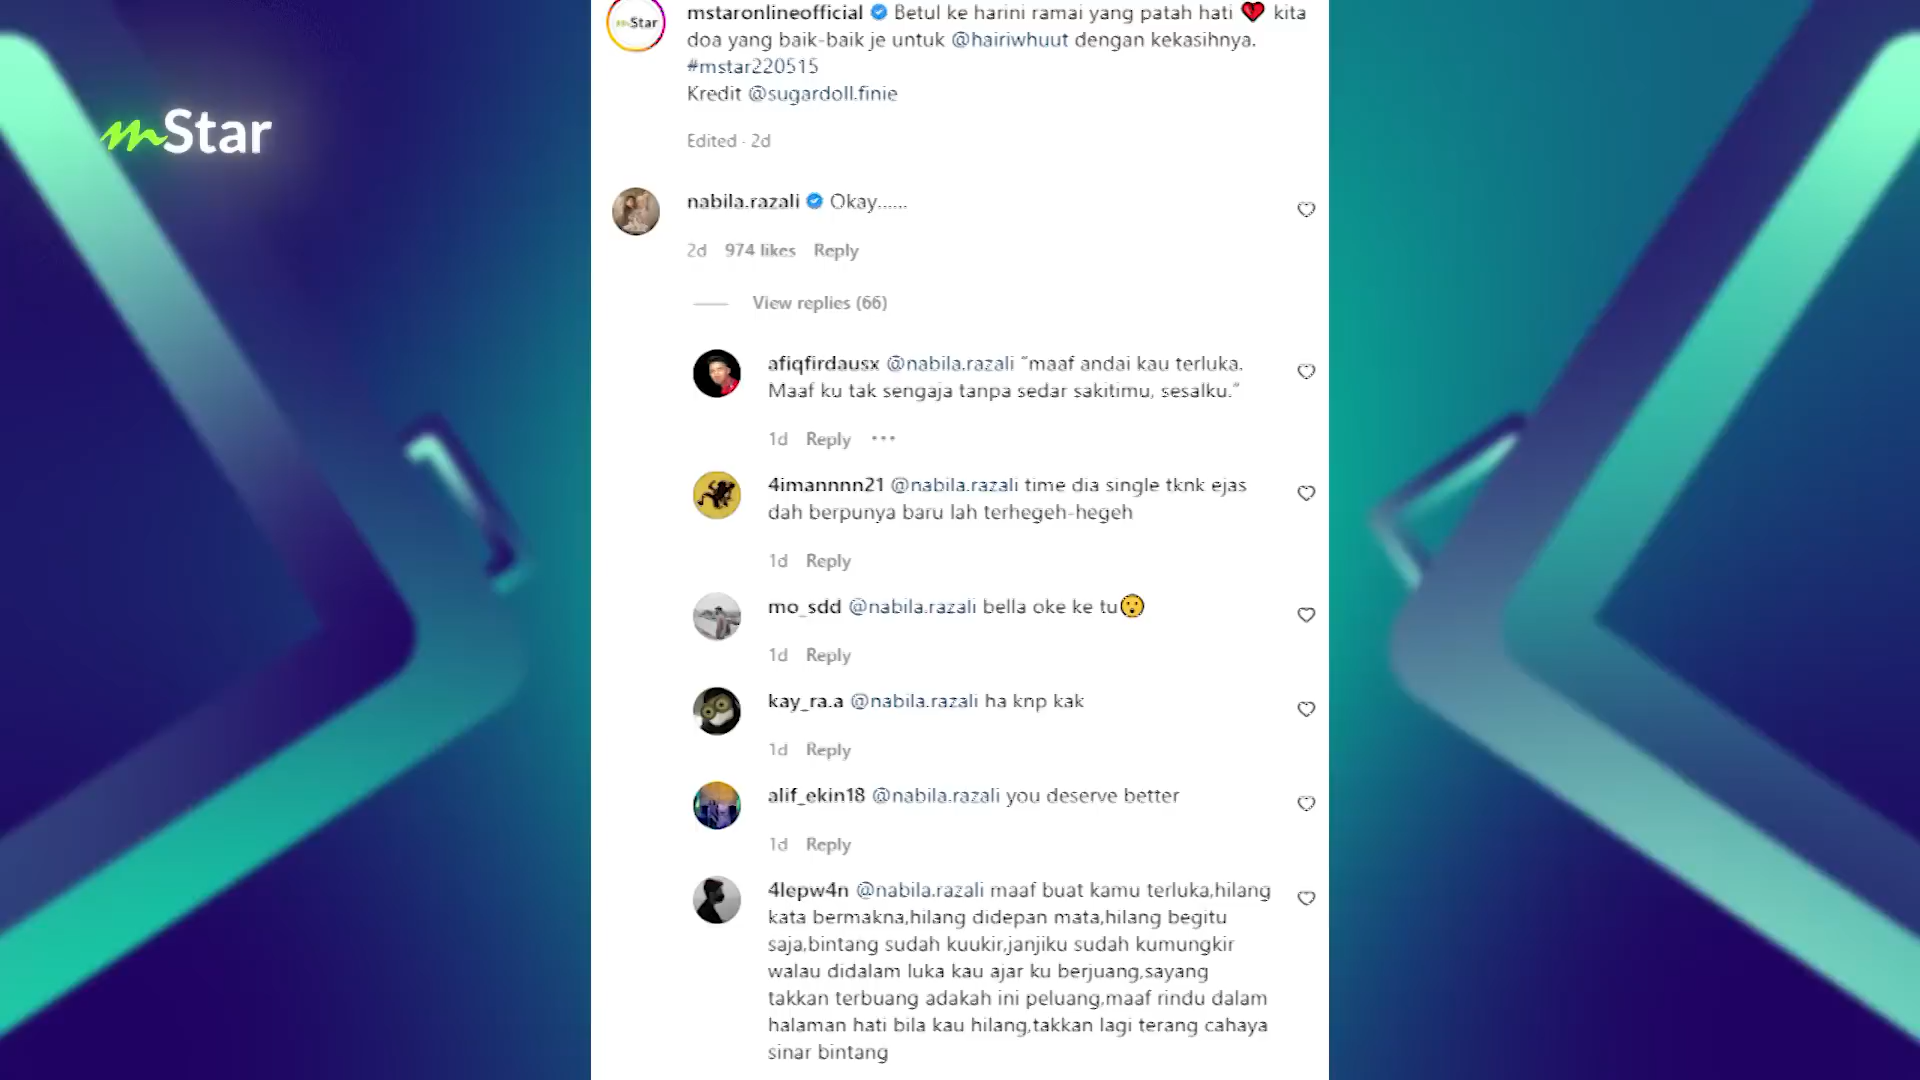 mStar
mStar
mstaronlineofficial Betul ke harini ramai yang patah hati 💔 kita
doa yang baik-baik je untuk @hairiwhuut dengan kekasihnya.
#mstar220515
Kredit @sugardoll.finie
Edited · 2d
nabila.razali Okay......
2d 974 likes Reply
View replies (66)
afiqfirdausx @nabila.razali “maaf andai kau terluka.
Maaf ku tak sengaja tanpa sedar sakitimu, sesalku.”
1d Reply ···
4imannnn21 @nabila.razali time dia single tknk ejas
dah berpunya baru lah terhegeh-hegeh
1d Reply
mo_sdd @nabila.razali bella oke ke tu😲
1d Reply
kay_ra.a @nabila.razali ha knp kak
1d Reply
alif_ekin18 @nabila.razali you deserve better
1d Reply
4lepw4n @nabila.razali maaf buat kamu terluka,hilang
kata bermakna,hilang didepan mata,hilang begitu
saja,bintang sudah kuukir,janjiku sudah kumungkir
walau didalam luka kau ajar ku berjuang,sayang
takkan terbuang adakah ini peluang,maaf rindu dalam
halaman hati bila kau hilang,takkan lagi terang cahaya
sinar bintang